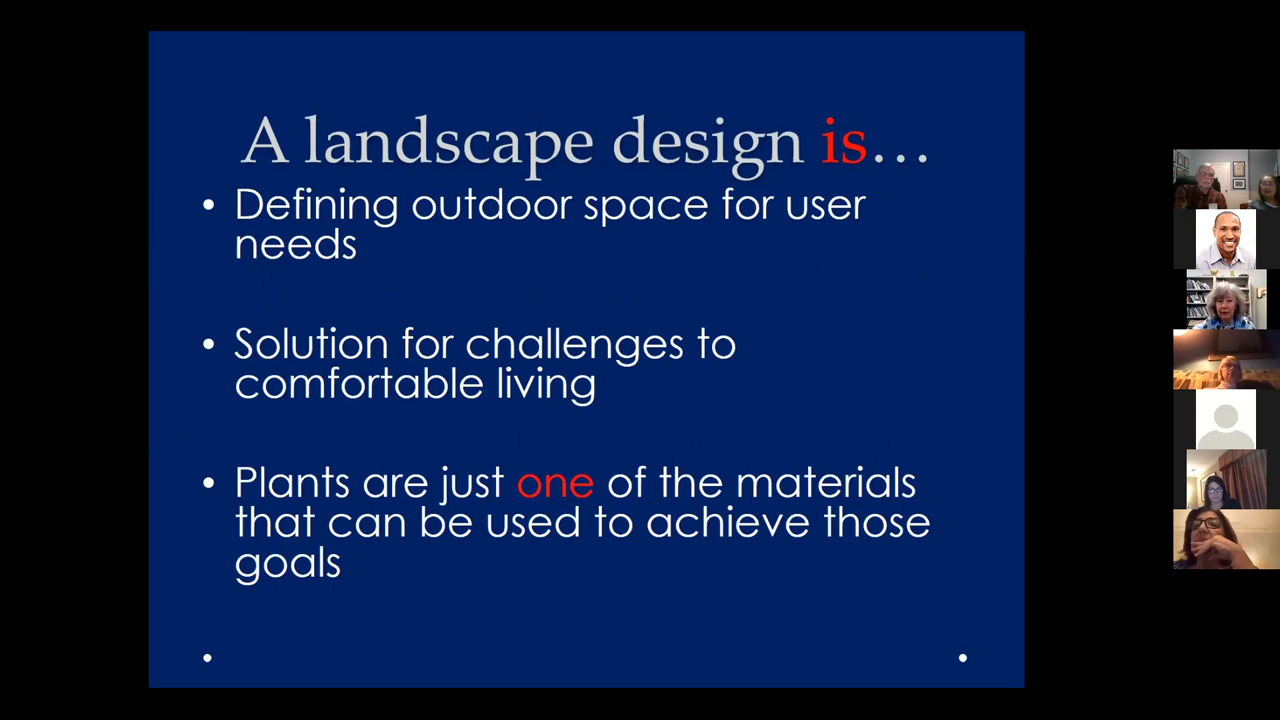 A landscape design is...
• Defining outdoor space for user
needs
• Solution for challenges to
comfortable living
• Plants are just one of the materials
that can be used to achieve those
goals